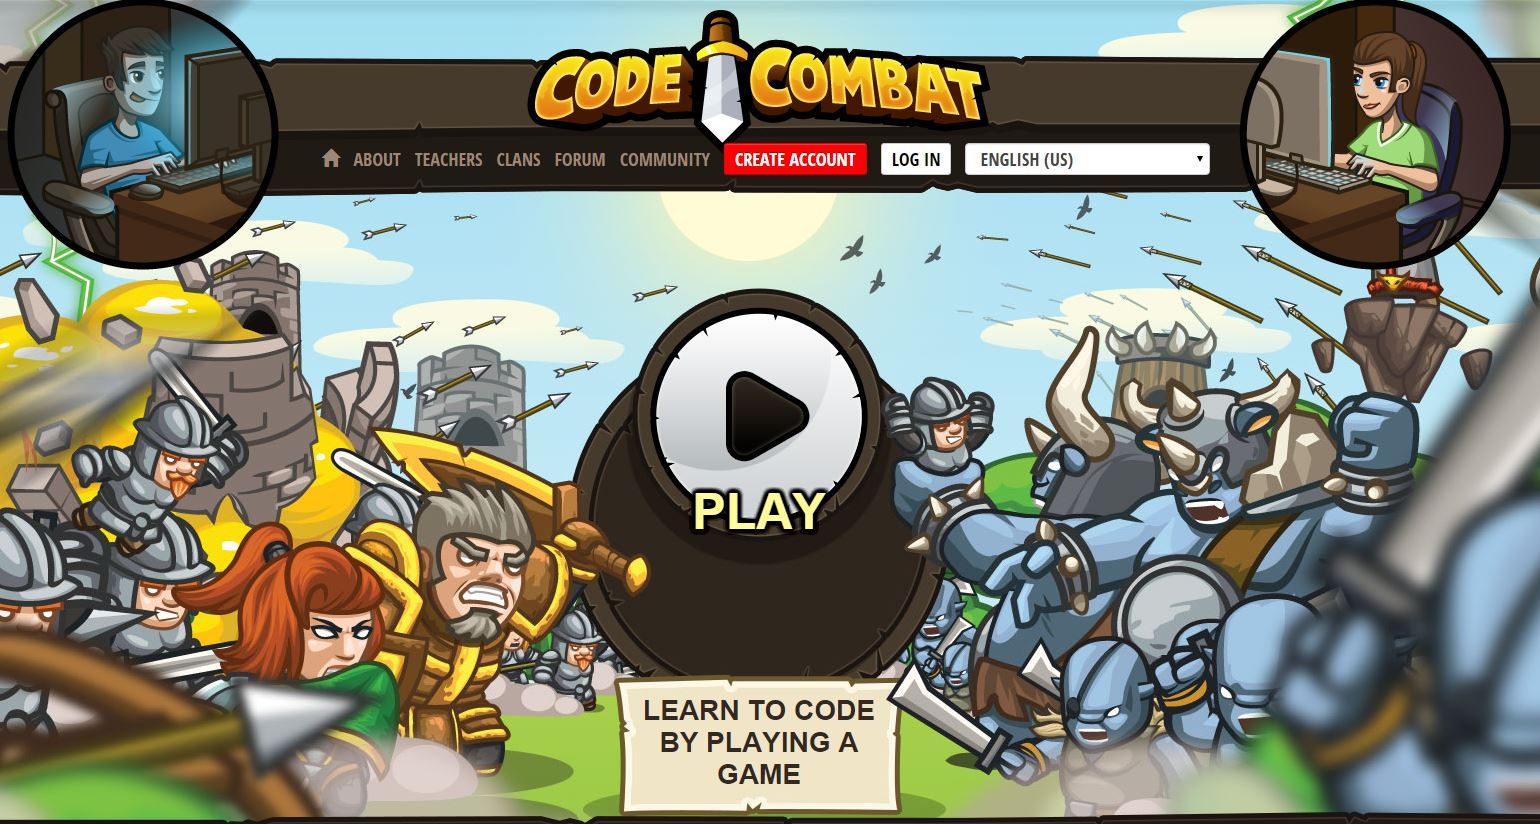 CODE COMBAT
ABOUT TEACHERS CLANS FORUM COMMUNITY CREATE ACCOUNT LOG IN ENGLISH (US)
PLAY
LEARN TO CODE
BY PLAYING A
GAME